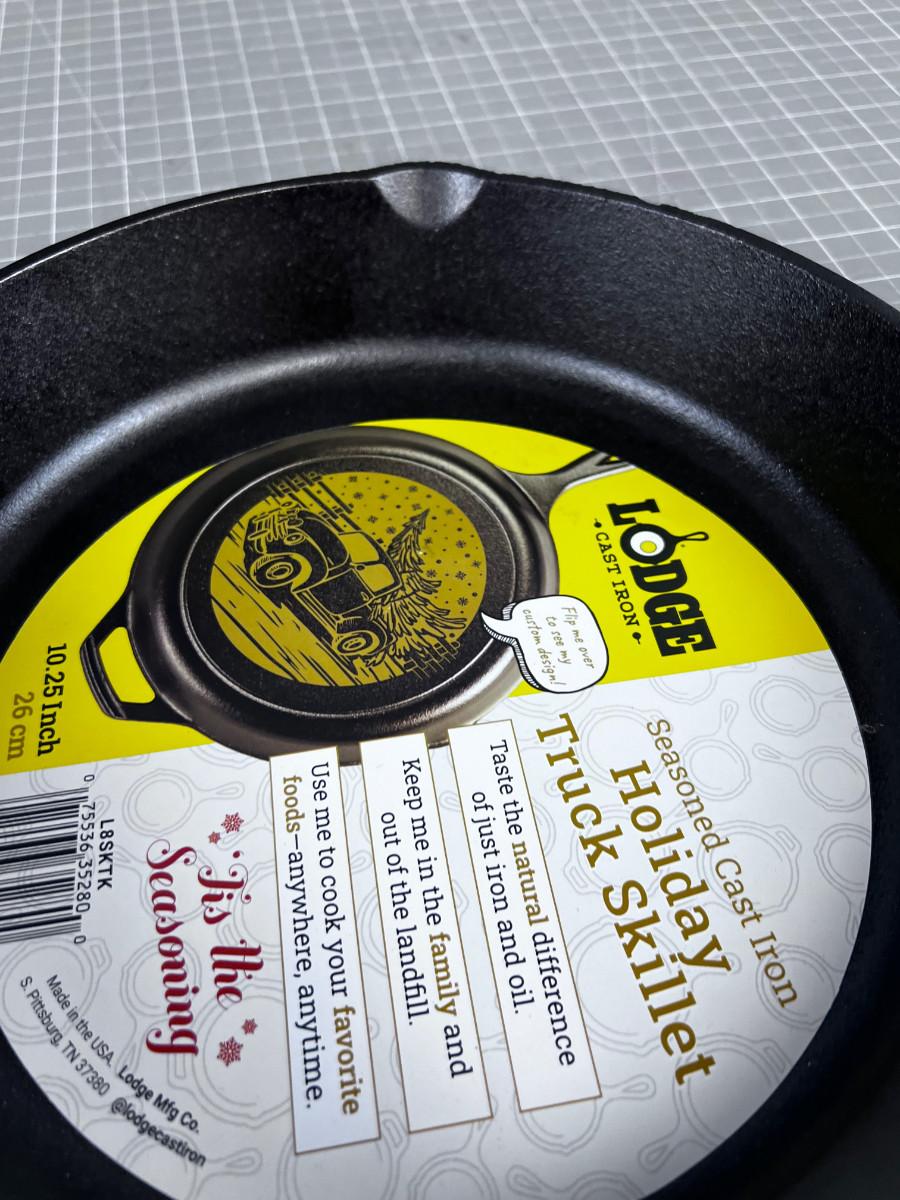 LODGE
• CAST IRON •
Flip me over
to see my
custom design!
10.25 Inch
26 cm
Seasoned Cast Iron
Holiday
Truck Skillet
Taste the natural difference
of just iron and oil.
Keep me in the family and
out of the landfill.
Use me to cook your favorite
foods—anywhere, anytime.
'Tis the
Seasoning
L8SKTK
0 75536 35280 0
Made in the USA. Lodge Mfg Co.
S. Pittsburg, TN 37380 @lodgecastiron